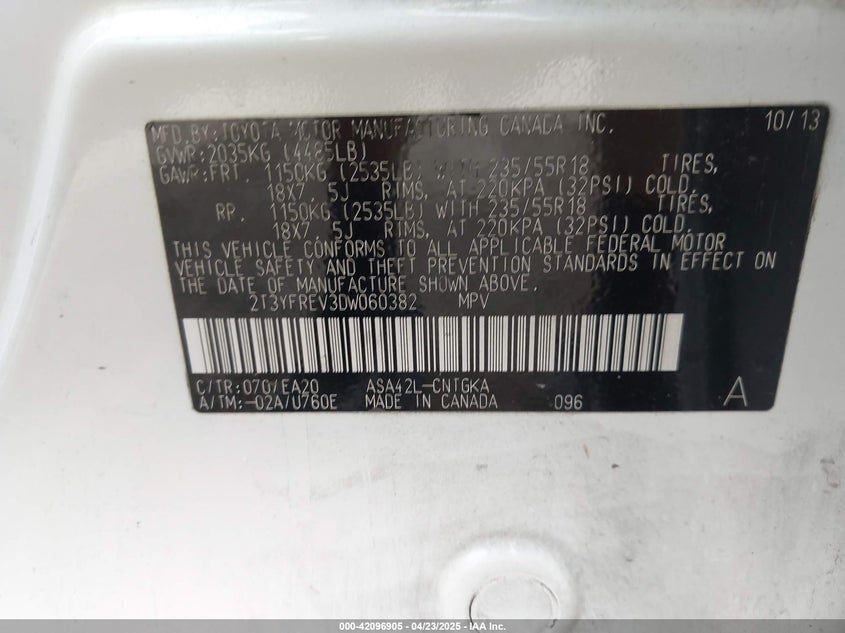 MFD.BY:TOYOTA MOTOR MANUFACTURING CANADA INC. 10/13
GVWR:2035KG (4485LB)
GAWR:FRT. 1150KG (2535LB) WITH 235/55R18 TIRES,
18X7.5J RIMS, AT 220KPA (32PSI) COLD.
RR. 1150KG (2535LB) WITH 235/55R18 TIRES,
18X7.5J RIMS, AT 220KPA (32PSI) COLD.
THIS VEHICLE CONFORMS TO ALL APPLICABLE FEDERAL MOTOR
VEHICLE SAFETY AND THEFT PREVENTION STANDARDS IN EFFECT ON
THE DATE OF MANUFACTURE SHOWN ABOVE.
2T3YFREV3DW060382 MPV
C/TR:070/EA20 ASA42L-CNTGKA
A/TM:-02A/U760E MADE IN CANADA 096 A
000-42096905 - 04/23/2025 - IAA Inc.